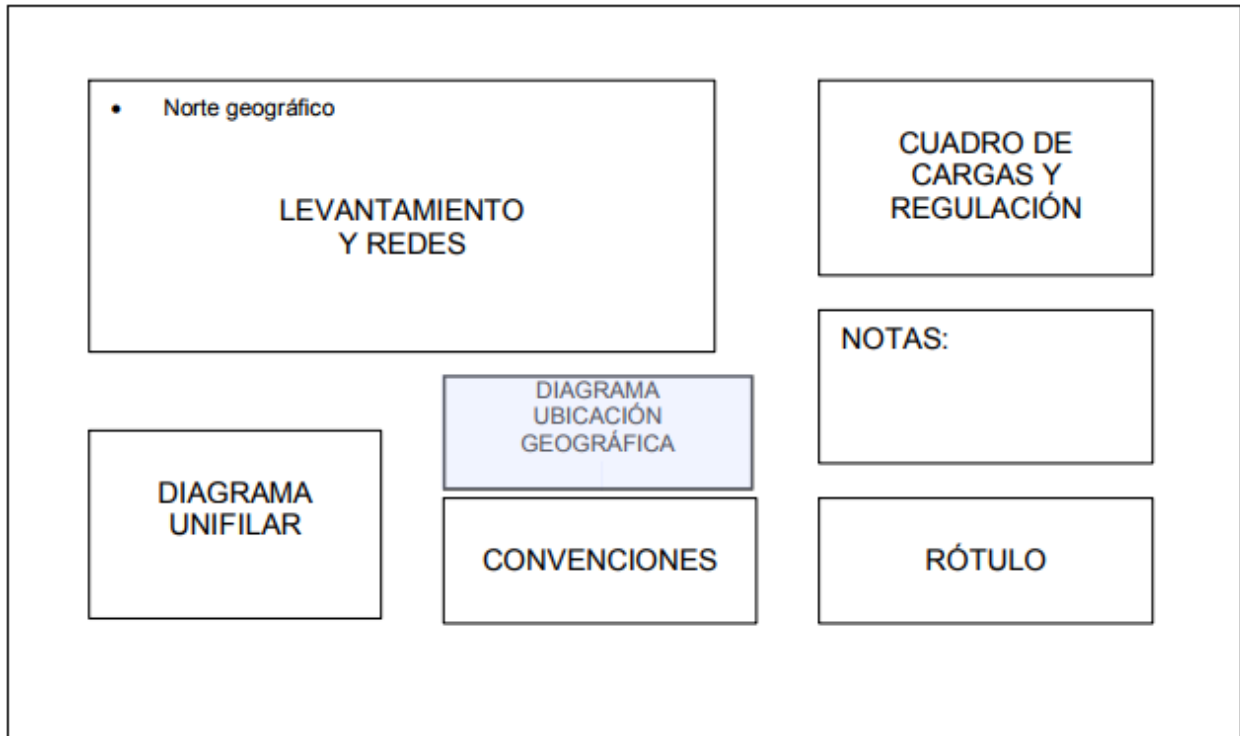 • Norte geográfico
LEVANTAMIENTO
Y REDES
CUADRO DE
CARGAS Y
REGULACIÓN
NOTAS:
DIAGRAMA
UBICACIÓN
GEOGRÁFICA
DIAGRAMA
UNIFILAR
CONVENCIONES
RÓTULO